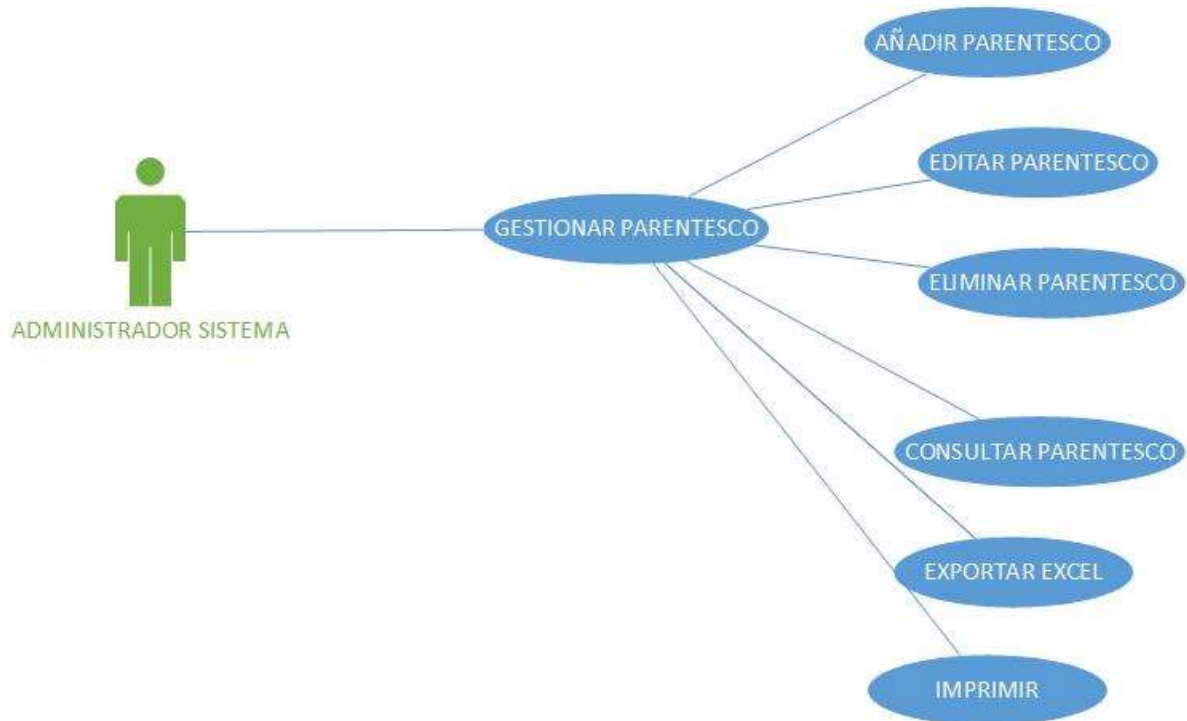 AÑADIR PARENTESCO
EDITAR PARENTESCO
GESTIONAR PARENTESCO
ELIMINAR PARENTESCO
ADMINISTRADOR SISTEMA
CONSULTAR PARENTESCO
EXPORTAR EXCEL
IMPRIMIR